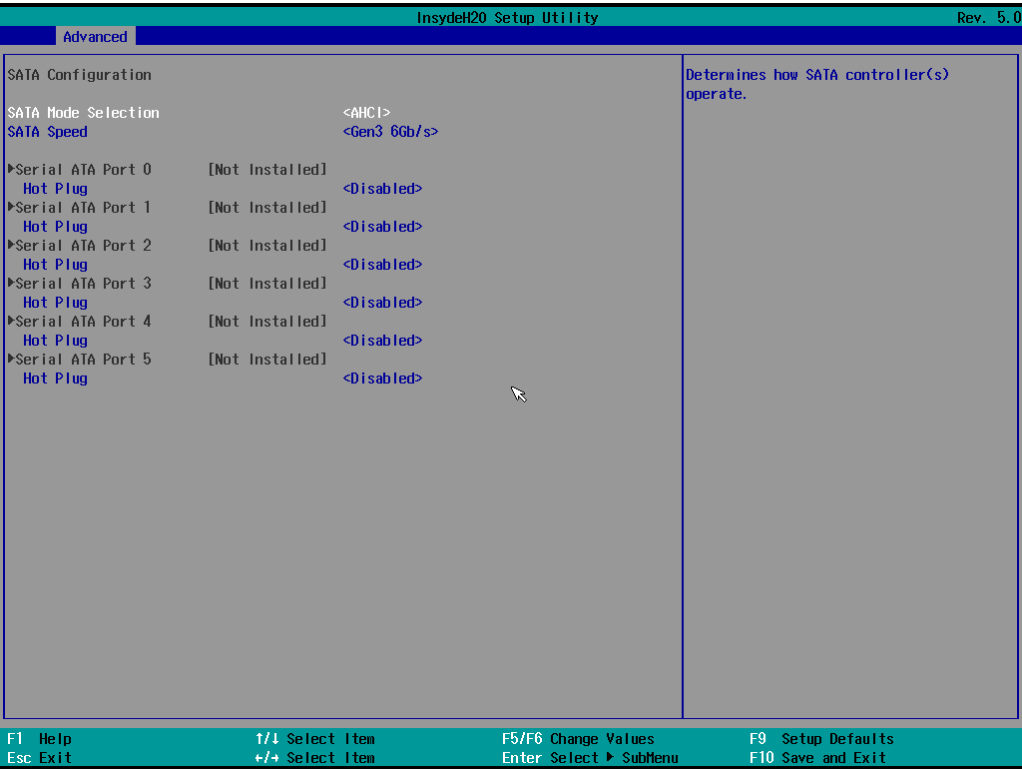 InsydeH20 Setup Utility Rev. 5.0
Advanced
SATA Configuration
SATA Mode Selection <AHCI>
SATA Speed <Gen3 6Gb/s>
▶Serial ATA Port 0 [Not Installed]
Hot Plug <Disabled>
▶Serial ATA Port 1 [Not Installed]
Hot Plug <Disabled>
▶Serial ATA Port 2 [Not Installed]
Hot Plug <Disabled>
▶Serial ATA Port 3 [Not Installed]
Hot Plug <Disabled>
▶Serial ATA Port 4 [Not Installed]
Hot Plug <Disabled>
▶Serial ATA Port 5 [Not Installed]
Hot Plug <Disabled>
Determines how SATA controller(s)
operate.
F1 Help ↑/↓ Select Item F5/F6 Change Values F9 Setup Defaults
Esc Exit ←/→ Select Item Enter Select ▶ SubMenu F10 Save and Exit